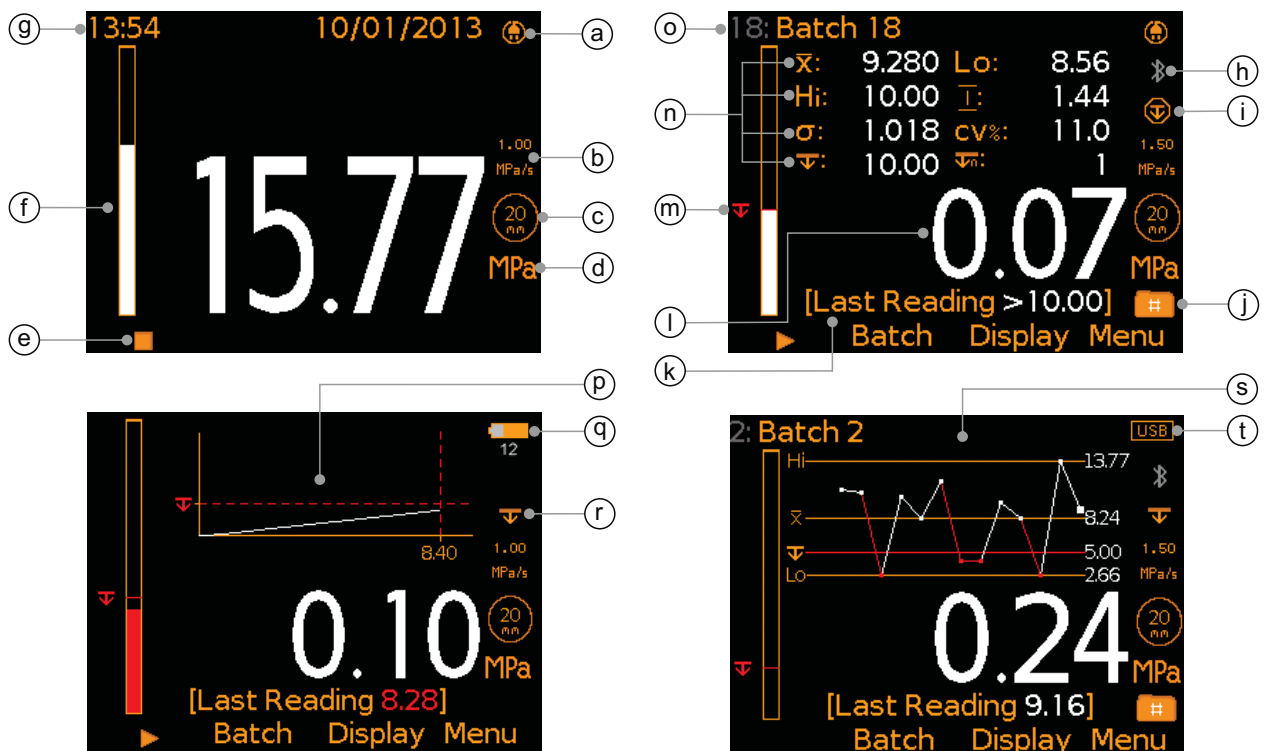 g 13:54 10/01/2013 a
1.00 b
MPa/s
15.77
f
20 c
mm
MPa d
e
o 18: Batch 18
x̄: 9.280 Lo: 8.56 h
n Hi: 10.00 I̅: 1.44 i
σ: 1.018 cv%: 11.0 1.50
10.00 n: 1 MPa/s
m
0.07 20
mm
l MPa
[Last Reading >10.00] # j
Batch Display Menu
k
p
q
12
r
8.40 1.00
MPa/s
0.10 20
mm
MPa
[Last Reading 8.28]
Batch Display Menu
s
2: Batch 2 USB t
Hi 13.77
x̄ 8.24
5.00 1.50
Lo 2.66 MPa/s
0.24 20
mm
MPa
[Last Reading 9.16] #
Batch Display Menu